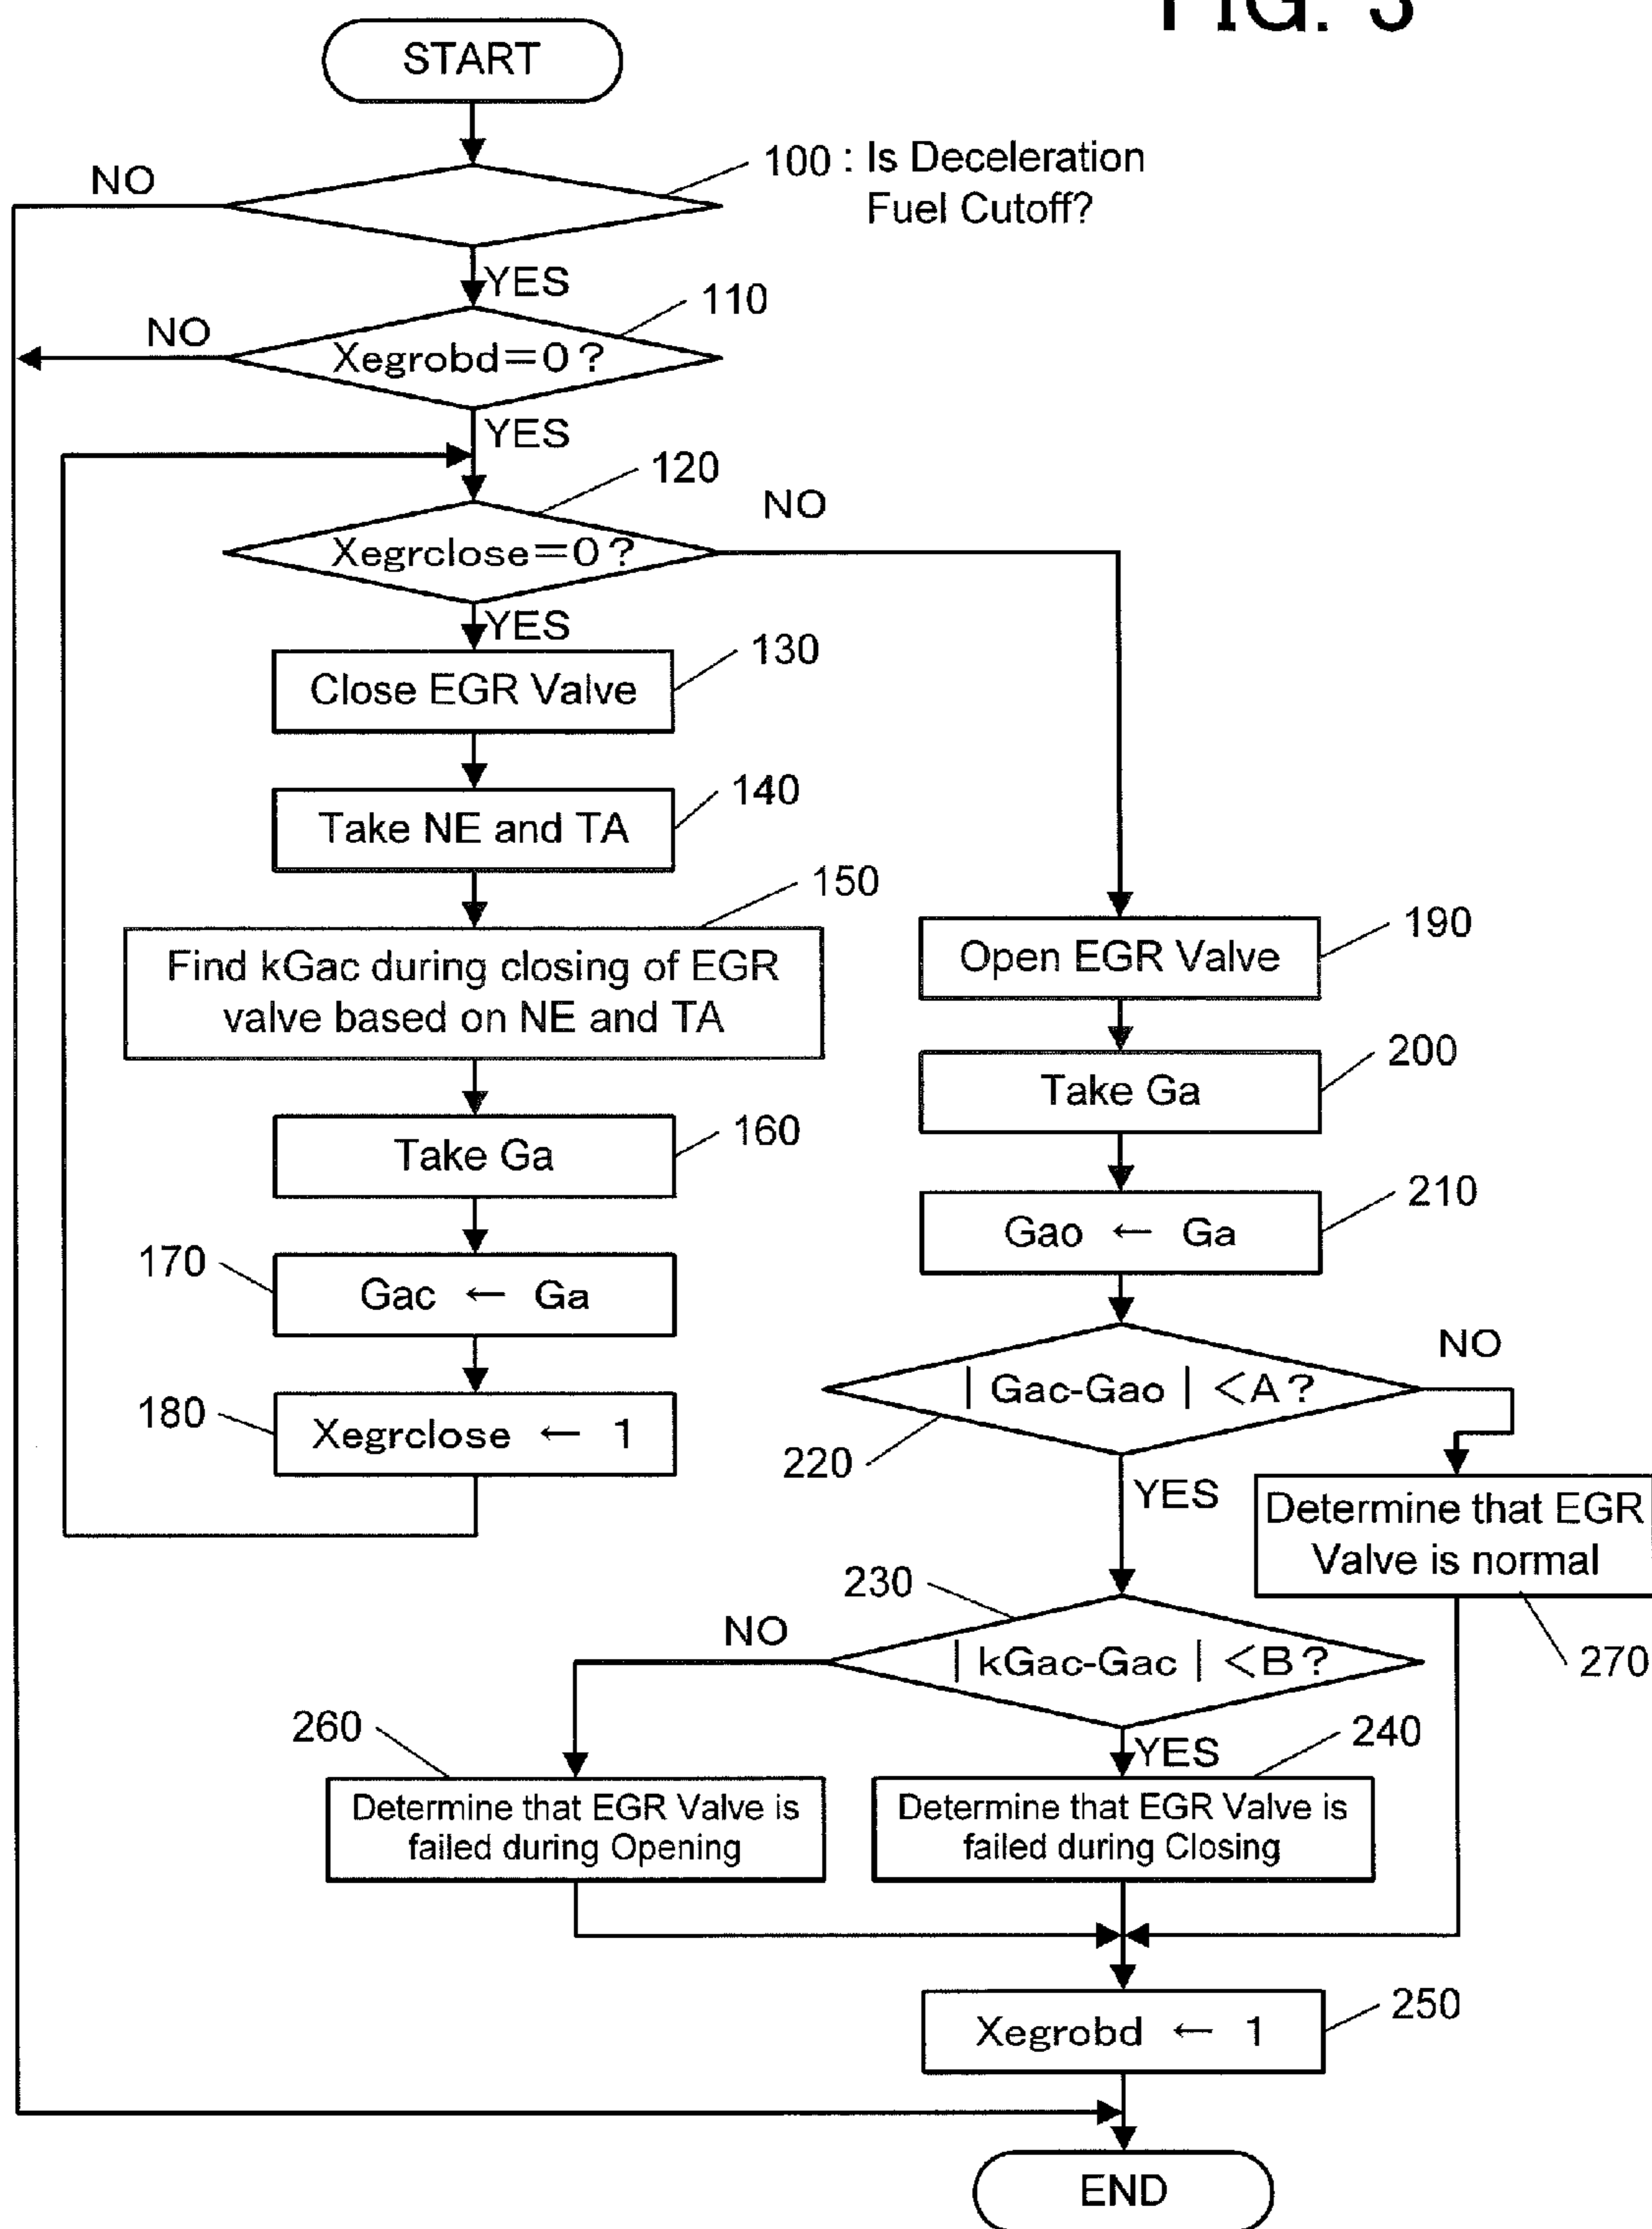 FIG. 3
START
NO
100 : Is Deceleration
Fuel Cutoff?
YES
110
NO
Xegrobd=0?
YES
120
NO
Xegrclose=0?
YES
130
Close EGR Valve
140
Take NE and TA
150
Find kGac during closing of EGR
valve based on NE and TA
190
Open EGR Valve
200
Take Ga
160
Take Ga
210
Gao ← Ga
170
Gac ← Ga
NO
| Gac-Gao | <A?
180
Xegrclose ← 1
220
YES
Determine that EGR
Valve is normal
230
NO
| kGac-Gac | <B?
270
260
YES
240
Determine that EGR Valve is
failed during Opening
Determine that EGR Valve is
failed during Closing
250
Xegrobd ← 1
END